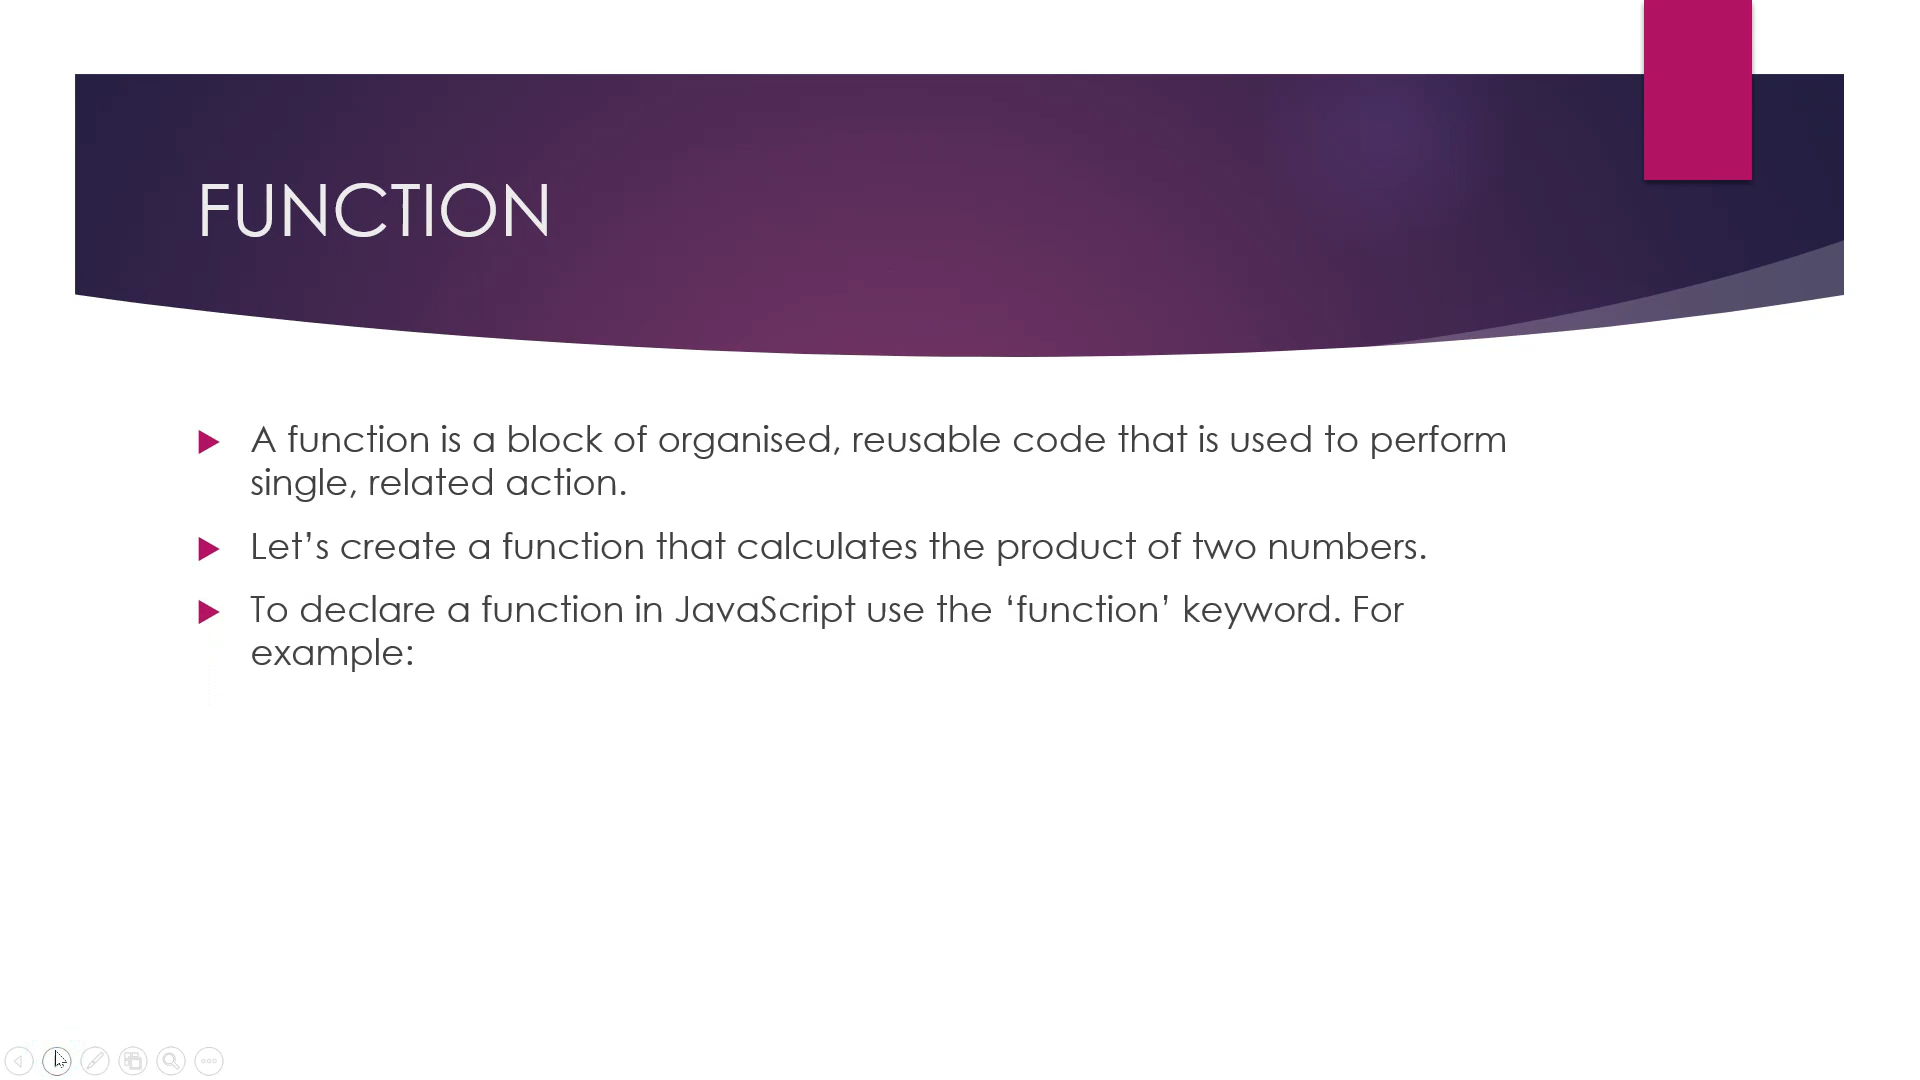 FUNCTION
A function is a block of organised, reusable code that is used to perform
single, related action.
Let’s create a function that calculates the product of two numbers.
To declare a function in JavaScript use the ‘function’ keyword. For
example: